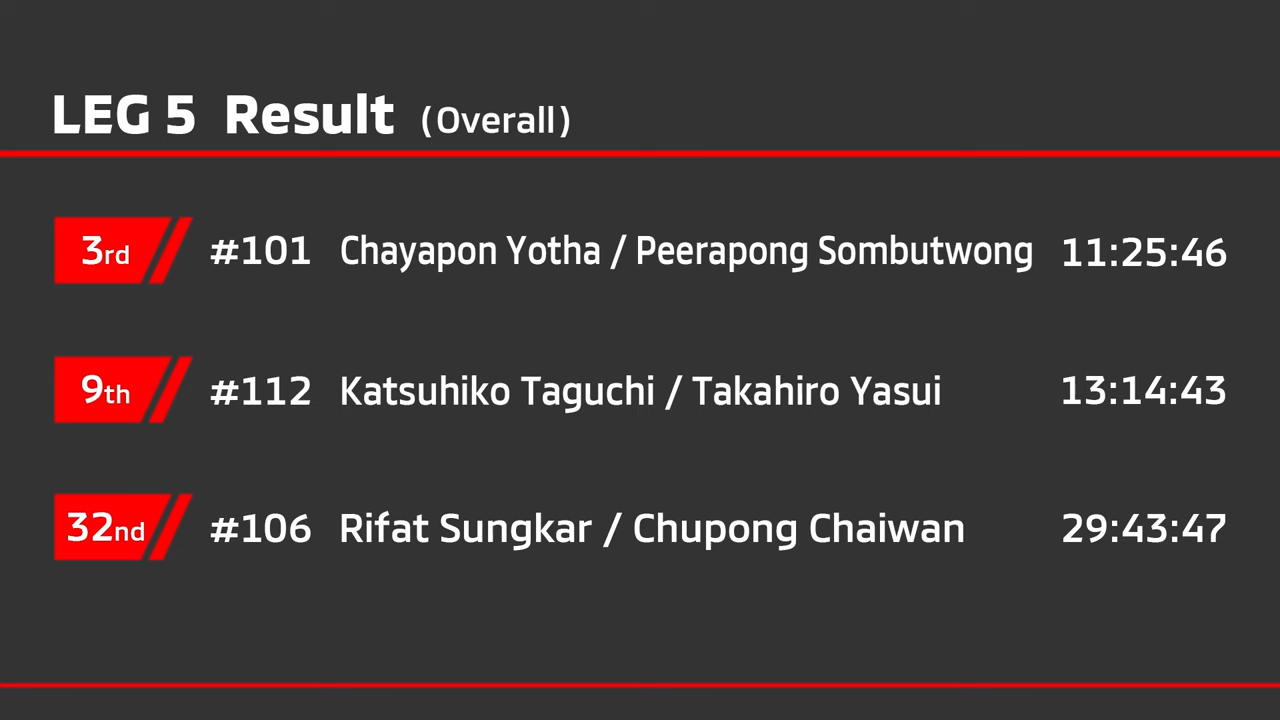 LEG 5 Result (Overall)
3rd #101 Chayapon Yotha / Peerapong Sombutwong 11:25:46
9th #112 Katsuhiko Taguchi / Takahiro Yasui 13:14:43
32nd #106 Rifat Sungkar / Chupong Chaiwan 29:43:47